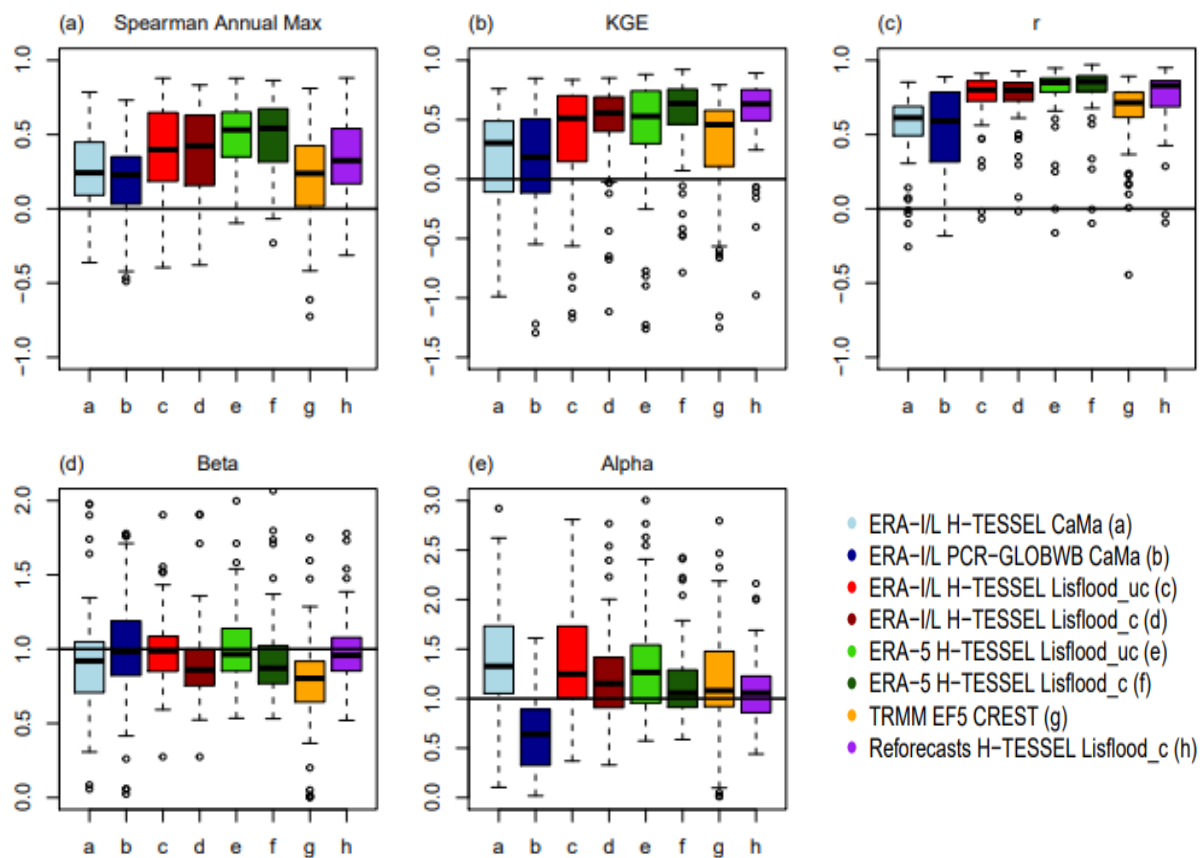 (a) Spearman Annual Max
1.0
0.5
0.0
−0.5
−1.0
a b c d e f g h
(b) KGE
1.0
0.5
0.0
−0.5
−1.0
−1.5
a b c d e f g h
(c) r
1.0
0.5
0.0
−0.5
−1.0
a b c d e f g h
(d) Beta
2.0
1.5
1.0
0.5
0.0
a b c d e f g h
(e) Alpha
3.0
2.5
2.0
1.5
1.0
0.5
0.0
a b c d e f g h
ERA−I/L H−TESSEL CaMa (a)
ERA−I/L PCR−GLOBWB CaMa (b)
ERA−I/L H−TESSEL Lisflood_uc (c)
ERA−I/L H−TESSEL Lisflood_c (d)
ERA−5 H−TESSEL Lisflood_uc (e)
ERA−5 H−TESSEL Lisflood_c (f)
TRMM EF5 CREST (g)
Reforecasts H−TESSEL Lisflood_c (h)